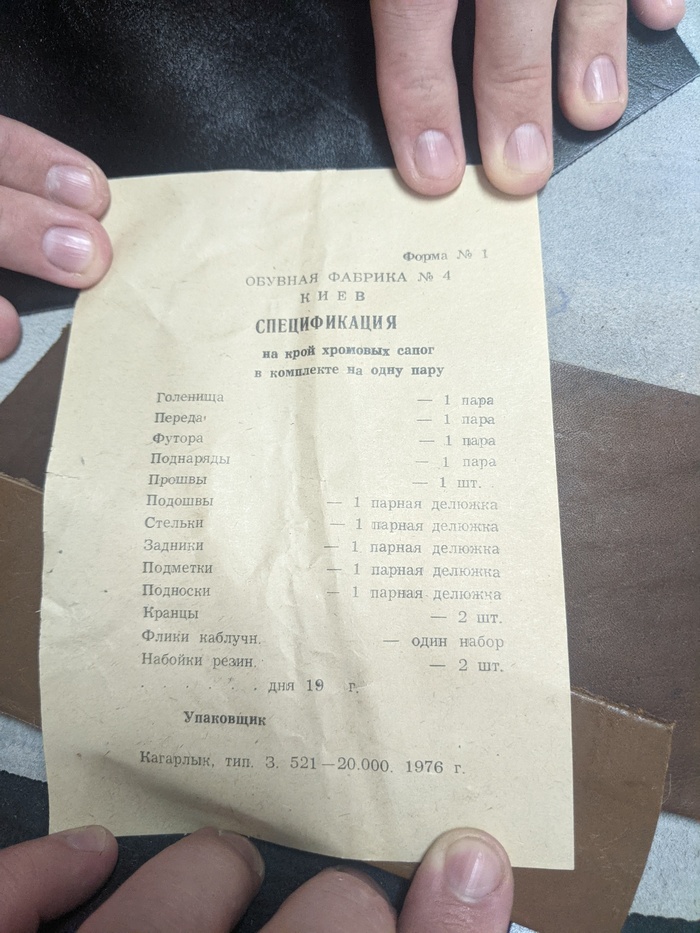 Форма № 1
ОБУВНАЯ ФАБРИКА № 4
КИЕВ
СПЕЦИФИКАЦИЯ
на крой хромовых сапог
в комплекте на одну пару
Голенища — 1 пара
Переда — 1 пара
Футора — 1 пара
Поднаряды — 1 пара
Прошвы — 1 шт.
Подошвы — 1 парная делюжка
Стельки — 1 парная делюжка
Задники — 1 парная делюжка
Подметки — 1 парная делюжка
Подноски — 1 парная делюжка
Кранцы — 2 шт.
Флики каблучн. — один набор
Набойки резин. — 2 шт.
. . . . . . дня 19 г.
Упаковщик
Кагарлык, тип. З. 521—20.000. 1976 г.